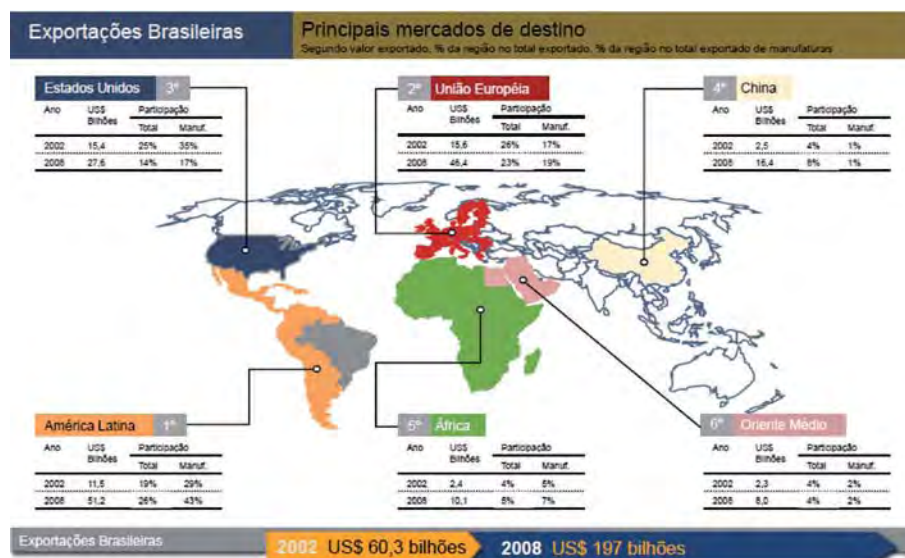 Exportações Brasileiras
Principais mercados de destino
Segundo valor exportado, % da região no total exportado, % da região no total exportado de manufaturas
Estados Unidos 3º
Ano US$ Bilhões Participação
Total Manuf.
2002 15,4 25% 35%
2008 27,6 14% 17%
2º União Européia
Ano US$ Bilhões Participação
Total Manuf.
2002 15,6 26% 17%
2008 46,4 23% 19%
4º China
Ano US$ Bilhões Participação
Total Manuf.
2002 2,5 4% 1%
2008 16,4 8% 1%
América Latina 1º
Ano US$ Bilhões Participação
Total Manuf.
2002 11,5 19% 29%
2008 51,2 26% 43%
5º África
Ano US$ Bilhões Participação
Total Manuf.
2002 2,4 4% 5%
2008 10,1 5% 7%
6º Oriente Médio
Ano US$ Bilhões Participação
Total Manuf.
2002 2,3 4% 2%
2008 8,0 4% 2%
Exportações Brasileiras
2002 US$ 60,3 bilhões 2008 US$ 197 bilhões